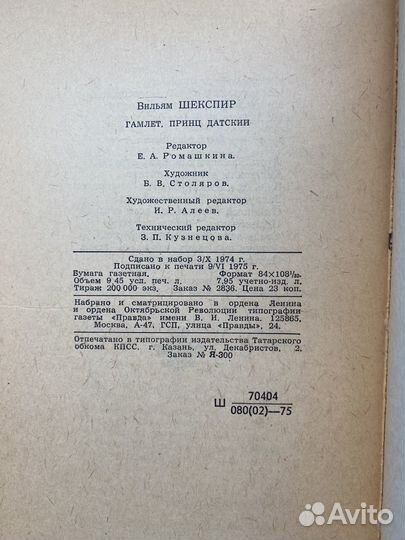 Вильям ШЕКСПИР
ГАМЛЕТ, ПРИНЦ ДАТСКИИ
Редактор
Е. А. Ромашкина.
Художник
Б. В. Столяров.
Художественный редактор
И. Р. Алеев.
Технический редактор
З. П. Кузнецова.
Сдано в набор 3/X 1974 г.
Подписано к печати 9/VI 1975 г.
Бумага газетная. Формат 84×108¹/₃₂.
Объем 9,45 усл. печ. л. 7,95 учетно-изд. л.
Тираж 200 000 экз. Заказ № 2836. Цена 23 коп.
Набрано и сматрицировано в ордена Ленина
и ордена Октябрьской Революции типографии
газеты «Правда» имени В. И. Ленина. 125865,
Москва, А-47, ГСП, улица «Правды», 24.
Отпечатано в типографии издательства Татарского
обкома КПСС. г. Казань, ул. Декабристов, 2.
Заказ № Я-300
Ш 70404
080(02)—75
Avito